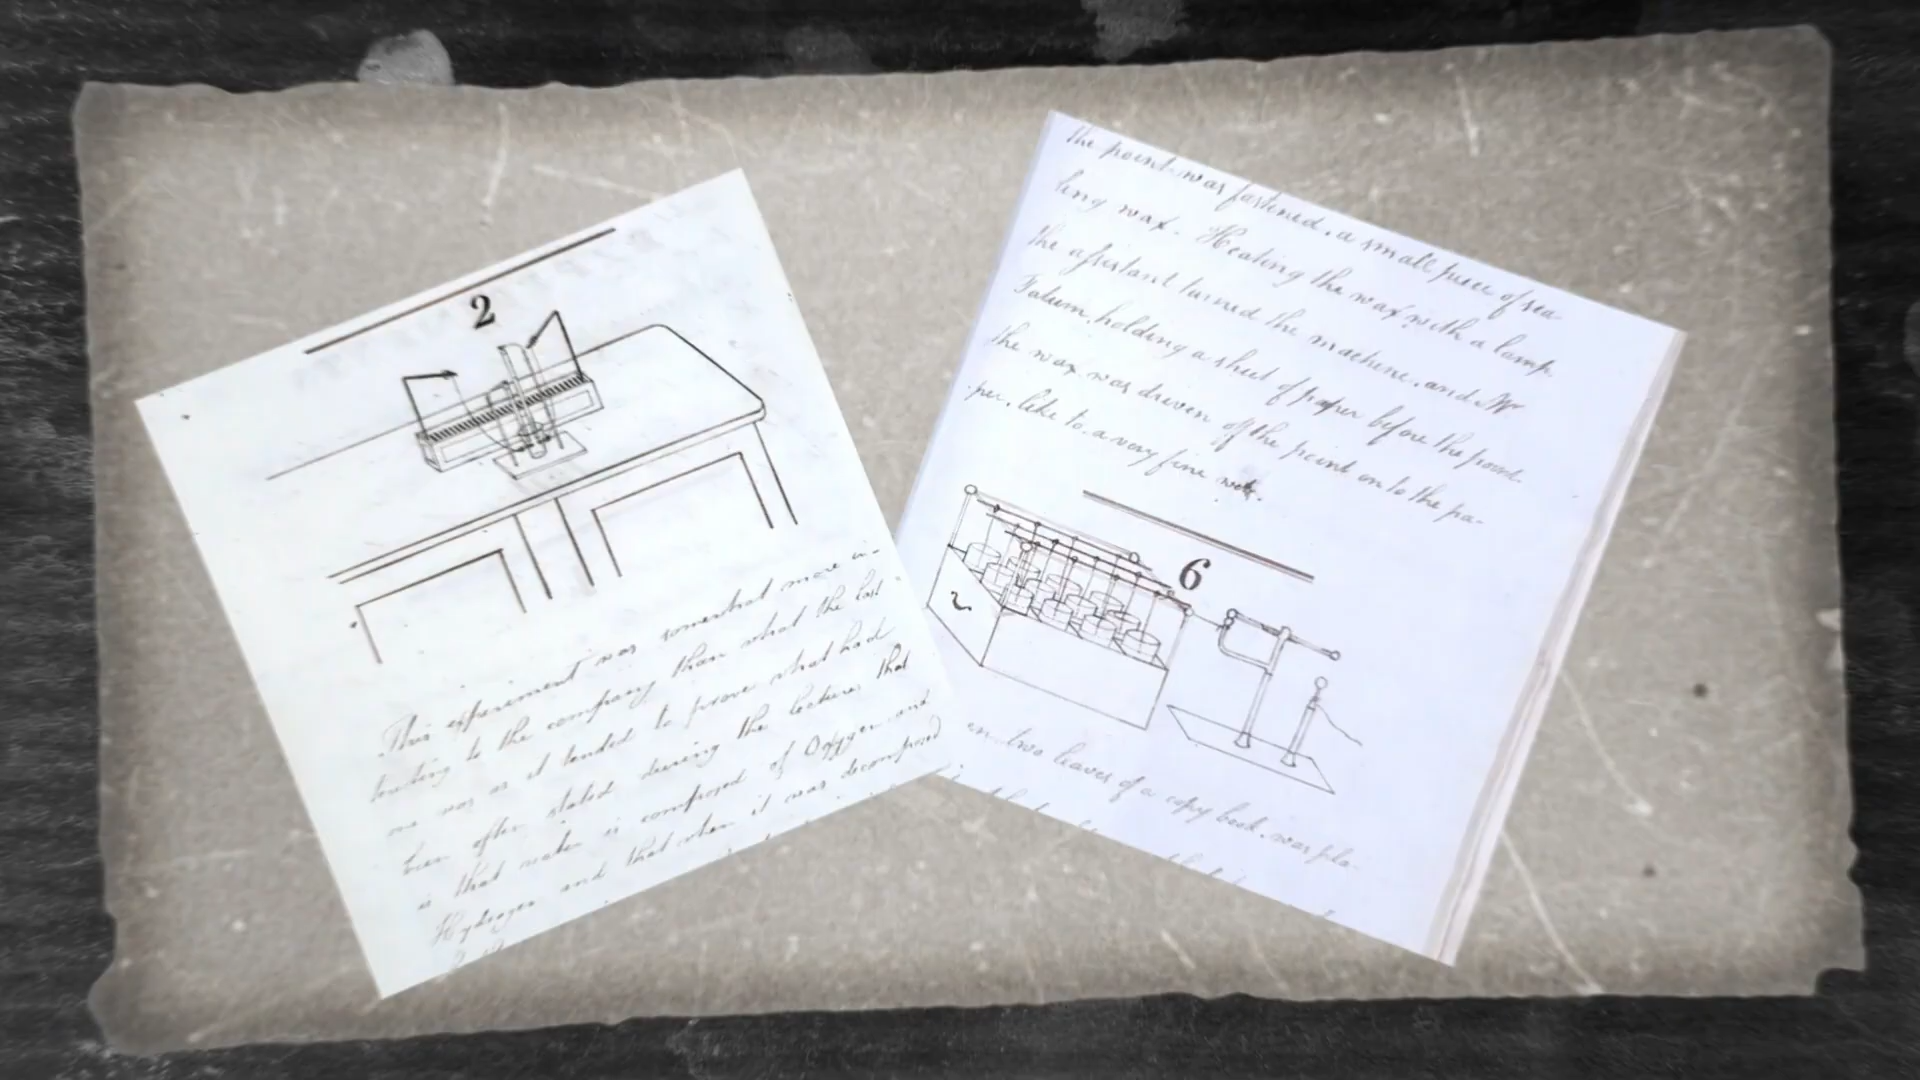 2
This experiment was somewhat more in-
teresting to the company than what the last
one was as it tended to prove what had
been often stated during the lectures that
is that water is composed of Oxygen and
Hydrogen and that when it was decomposed
The point was fastened, a small piece of sea
ling wax. Heating the wax with a lamp
the assistant turned the machine, and Mr
Tatum holding a sheet of paper before the point
the wax was driven off the point on to the pa-
per, like to a very fine
6
two leaves of a copy book, was pla-